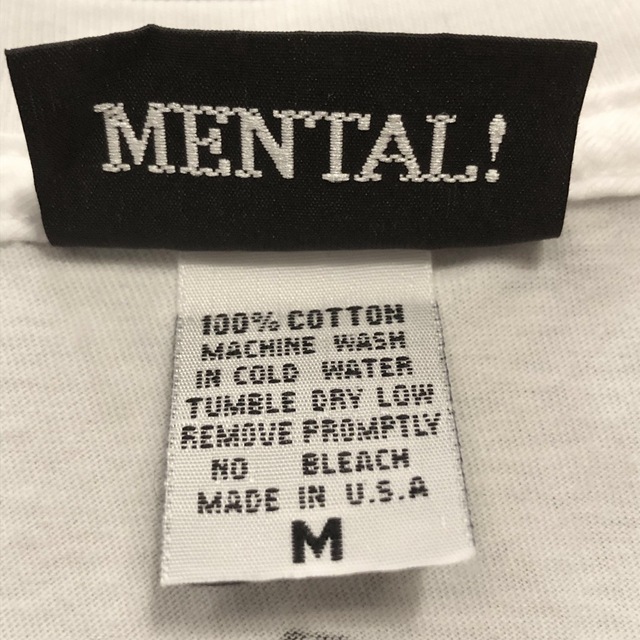 MENTAL!
100% COTTON
MACHINE WASH
IN COLD WATER
TUMBLE DRY LOW
REMOVE PROMPTLY
NO BLEACH
MADE IN U.S.A
M